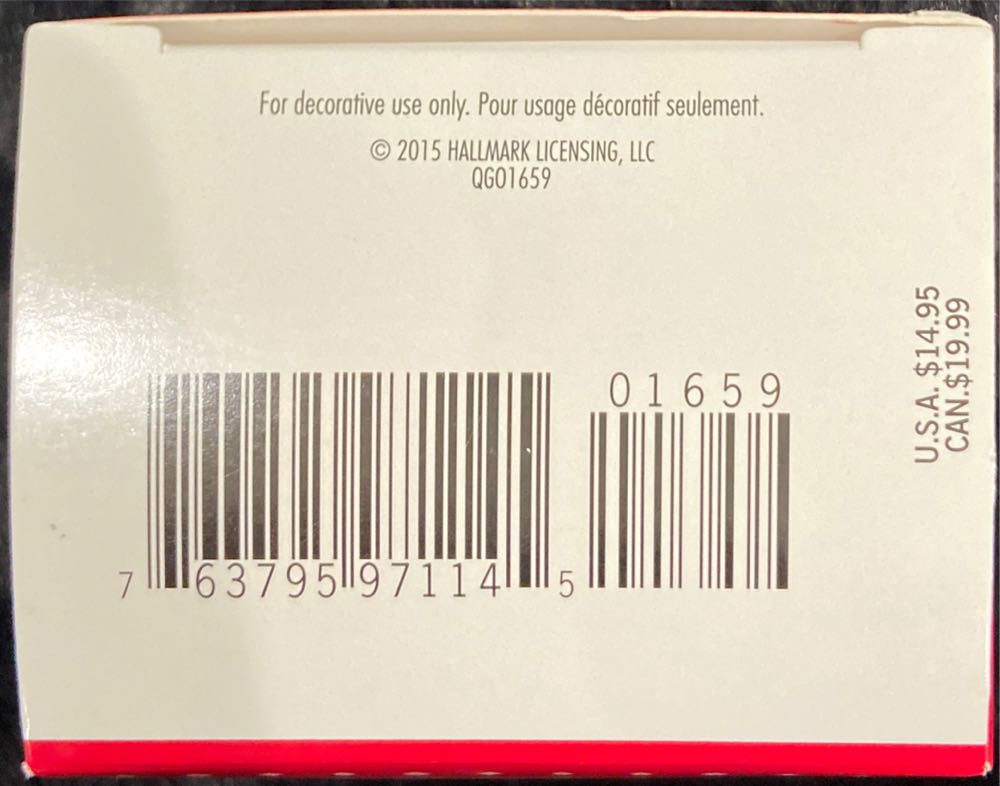 For decorative use only. Pour usage décoratif seulement.
© 2015 HALLMARK LICENSING, LLC
QGO1659
U.S.A. $14.95
CAN.$19.99
01659
7 63795 97114 5